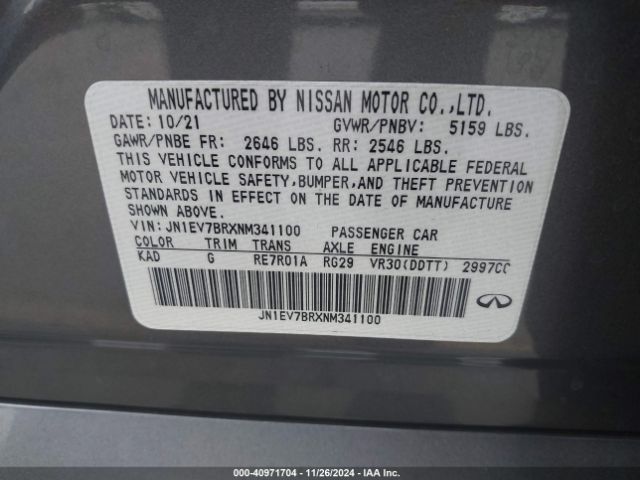 MANUFACTURED BY NISSAN MOTOR CO.,LTD.
DATE: 10/21 GVWR/PNBV: 5159 LBS.
GAWR/PNBE FR: 2646 LBS. RR: 2546 LBS.
THIS VEHICLE CONFORMS TO ALL APPLICABLE FEDERAL
MOTOR VEHICLE SAFETY,BUMPER,AND THEFT PREVENTION
STANDARDS IN EFFECT ON THE DATE OF MANUFACTURE
SHOWN ABOVE.
VIN: JN1EV7BRXNM341100 PASSENGER CAR
COLOR TRIM TRANS AXLE ENGINE
KAD G RE7R01A RG29 VR30(DDTT) 2997CC
JN1EV7BRXNM341100
000-40971704 - 11/26/2024 - IAA Inc.